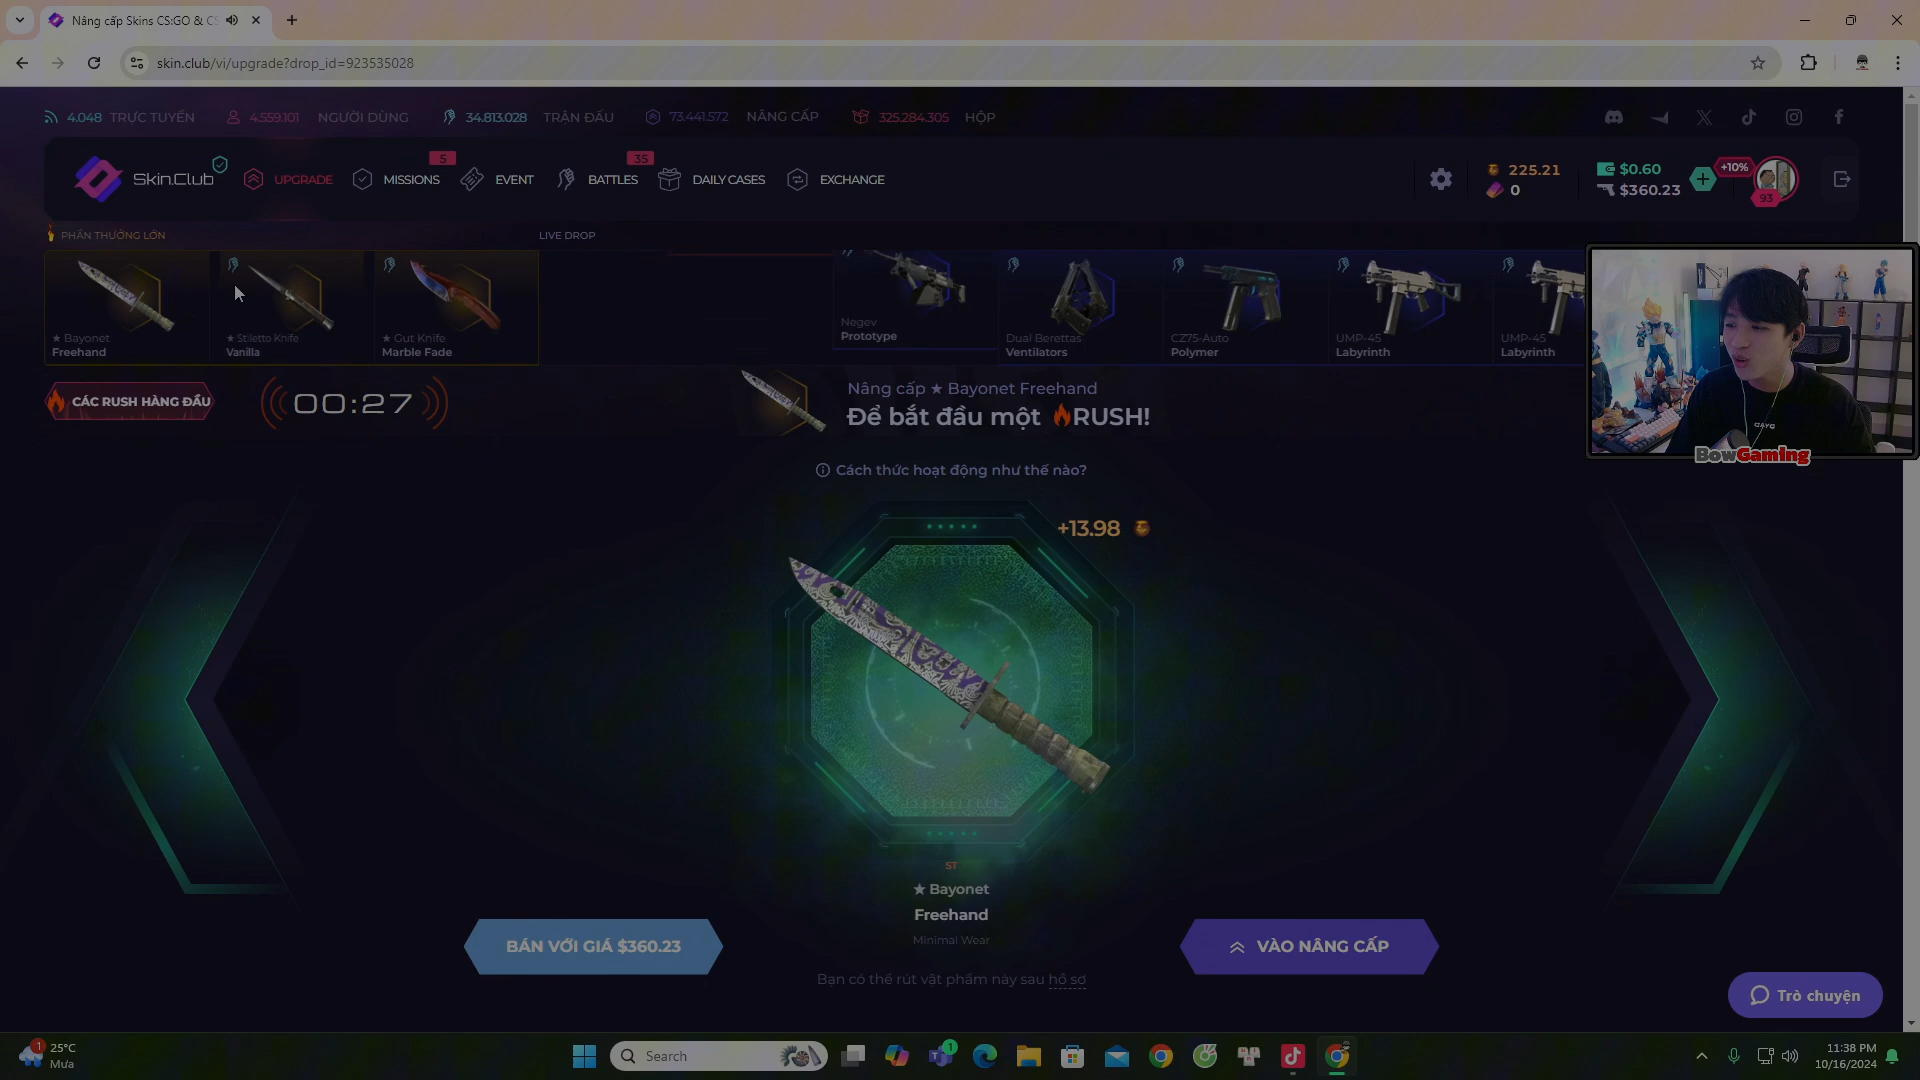 Nâng cấp Skins CS:GO & CS
skin.club/vi/upgrade?drop_id=923535028
4.048 TRỰC TUYẾN 4.559.101 NGƯỜI DÙNG 34.813.028 TRẬN ĐẤU 73.441.572 NÂNG CẤP 325.284.305 HỘP
Skin.Club UPGRADE 5 MISSIONS EVENT 35 BATTLES DAILY CASES EXCHANGE
225.21
0
$0.60
$360.23
+10%
93
PHẦN THƯỞNG LỚN
LIVE DROP
★ Bayonet
Freehand
★ Stiletto Knife
Vanilla
★ Gut Knife
Marble Fade
Negev
Prototype
Dual Berettas
Ventilators
CZ75-Auto
Polymer
UMP-45
Labyrinth
UMP-45
Labyrinth
BowGaming
CÁC RUSH HÀNG ĐẦU
00:27
Nâng cấp ★ Bayonet Freehand
Để bắt đầu một RUSH!
Cách thức hoạt động như thế nào?
+13.98
ST
★ Bayonet
Freehand
Minimal Wear
BÁN VỚI GIÁ $360.23
VÀO NÂNG CẤP
Bạn có thể rút vật phẩm này sau hồ sơ
Trò chuyện
1
25°C
Mưa
Search
1
11:38 PM
10/16/2024